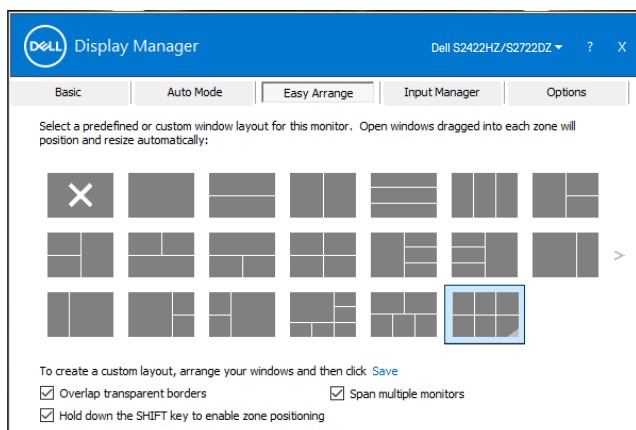 DELL Display Manager Dell S2422HZ/S2722DZ ? X
Basic Auto Mode Easy Arrange Input Manager Options
Select a predefined or custom window layout for this monitor. Open windows dragged into each zone will
position and resize automatically:
>
To create a custom layout, arrange your windows and then click Save
Overlap transparent borders Span multiple monitors
Hold down the SHIFT key to enable zone positioning